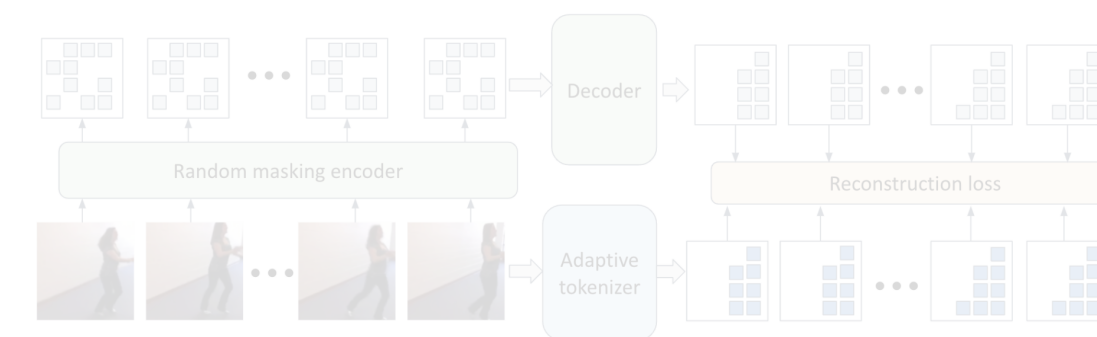 Decoder
Random masking encoder
Reconstruction loss
Adaptive
tokenizer